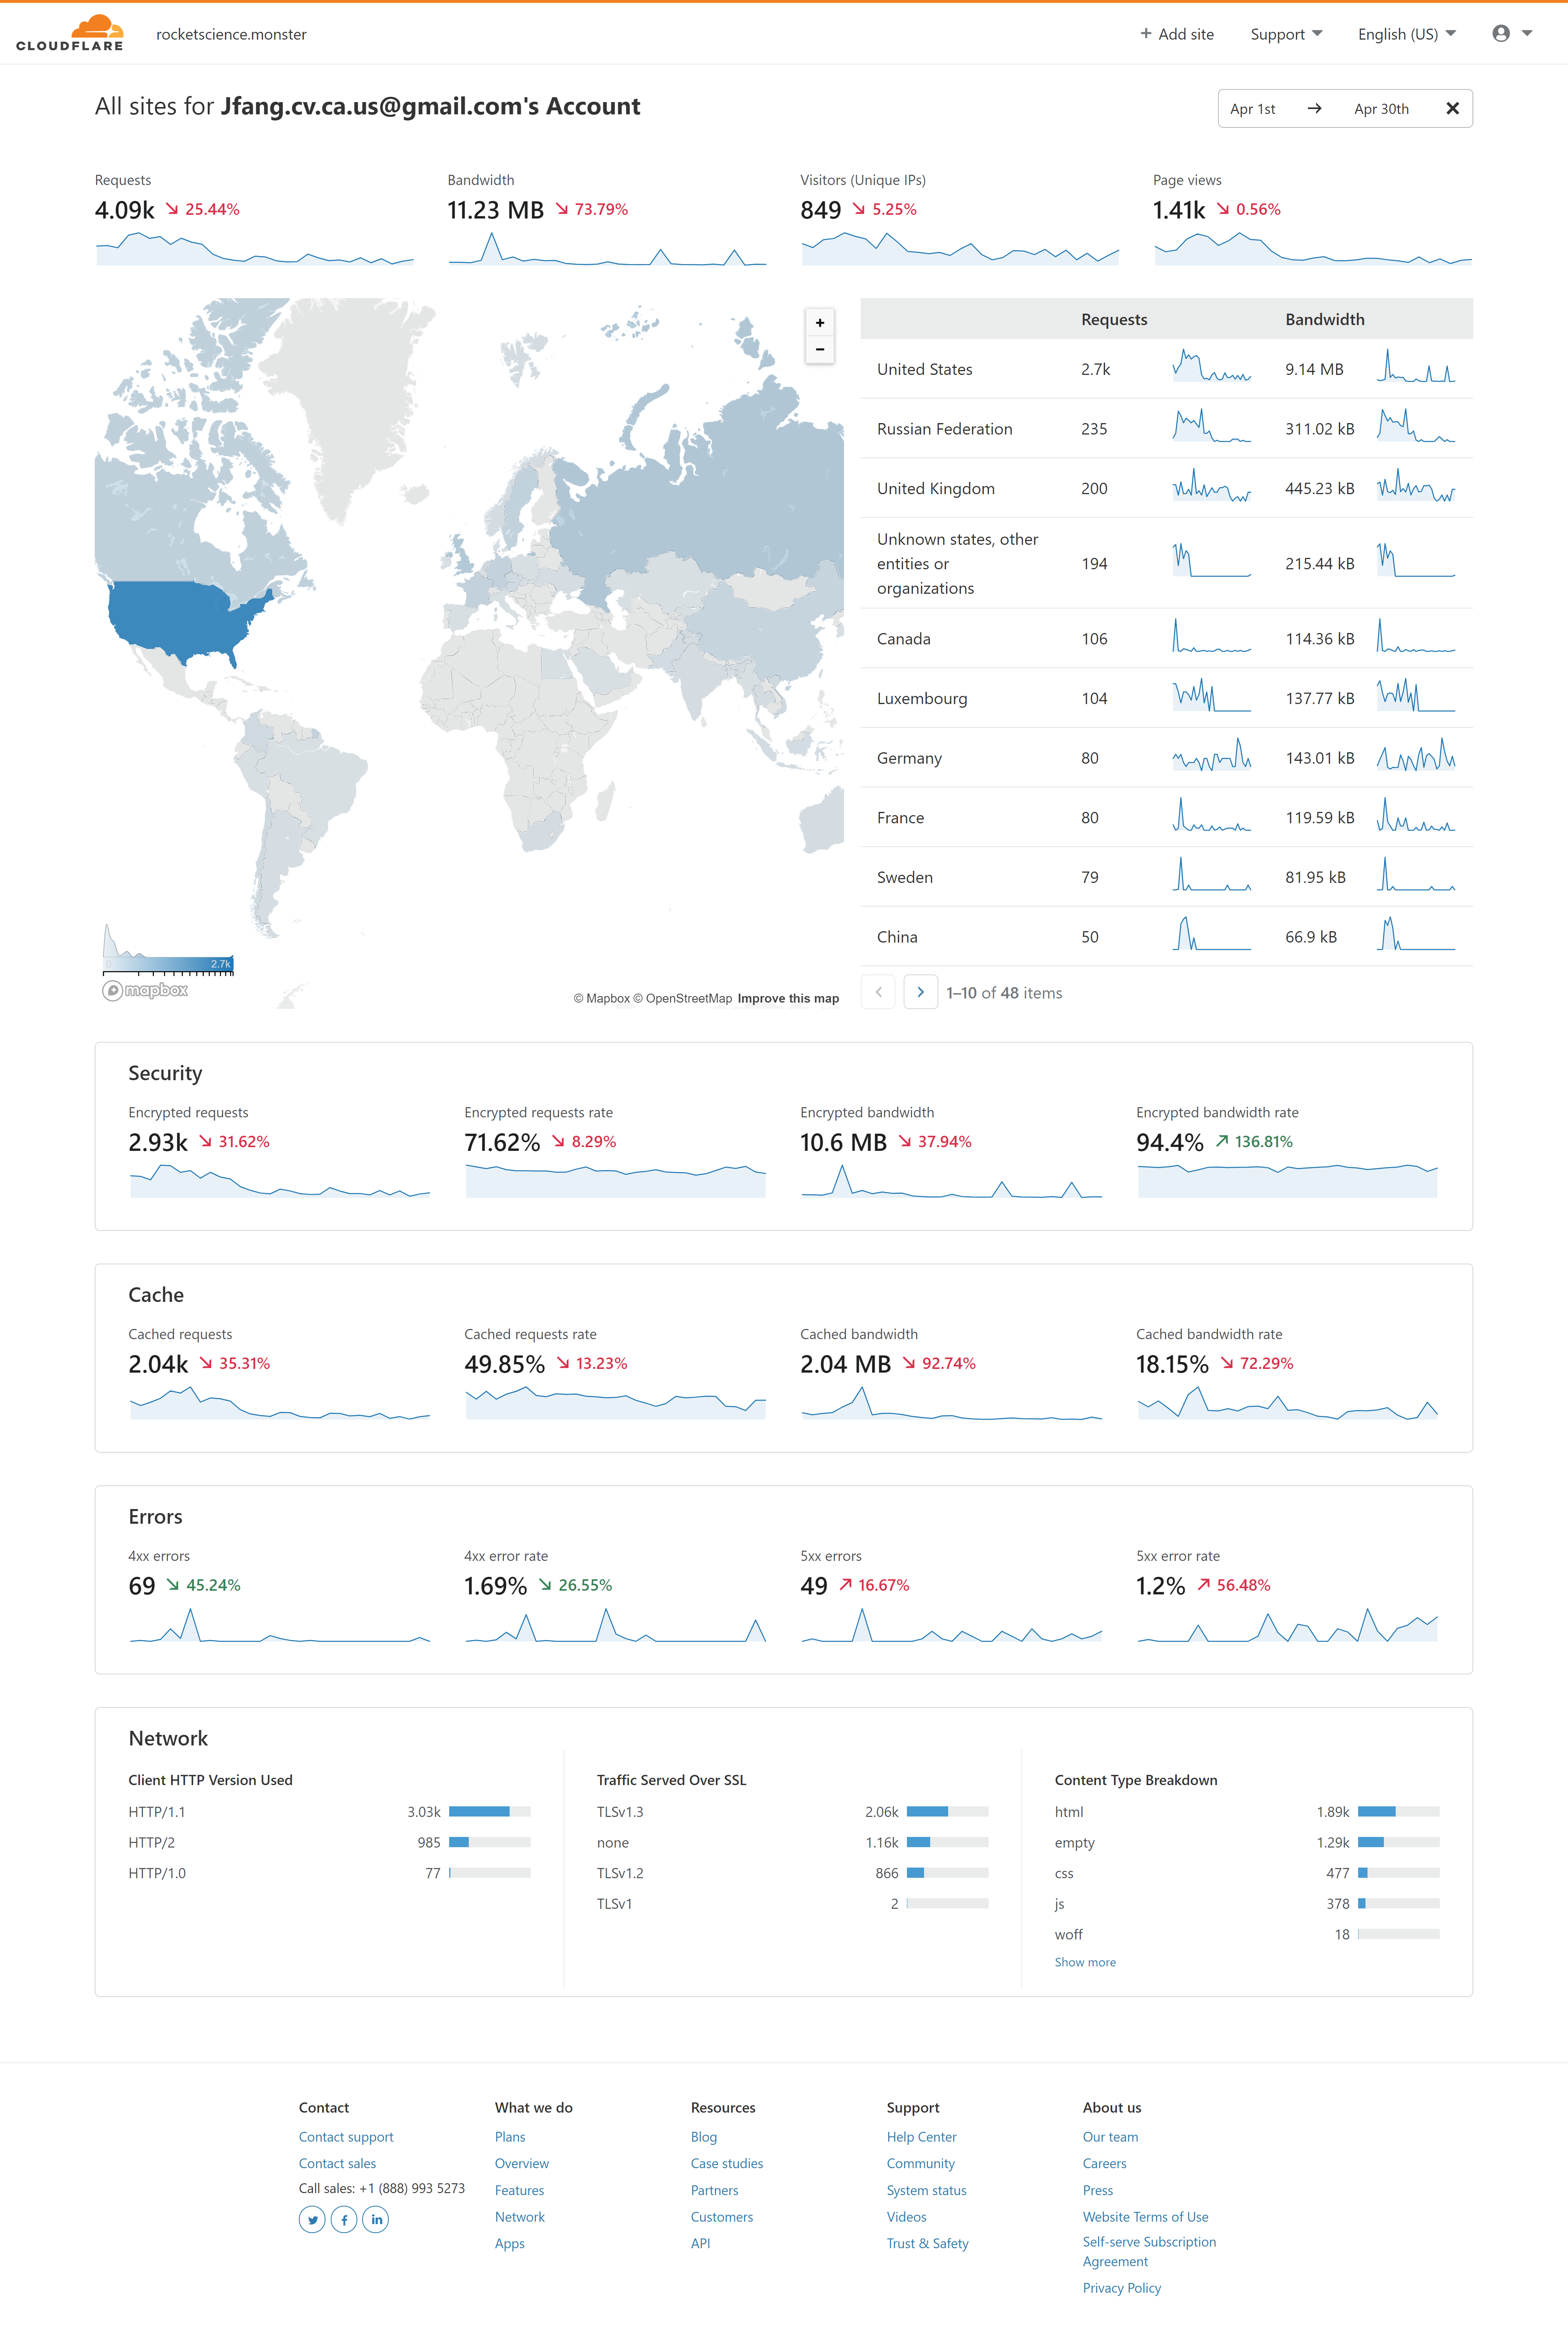 CLOUDFLARE
rocketscience.monster
+ Add site
Support
English (US)
All sites for Jfang.cv.ca.us@gmail.com's Account
Apr 1st → Apr 30th ✕
Requests
4.09k ↘ 25.44%
Bandwidth
11.23 MB ↘ 73.79%
Visitors (Unique IPs)
849 ↘ 5.25%
Page views
1.41k ↘ 0.56%
+
−
0 2.7k
mapbox
© Mapbox © OpenStreetMap Improve this map
Requests Bandwidth
United States 2.7k 9.14 MB
Russian Federation 235 311.02 kB
United Kingdom 200 445.23 kB
Unknown states, other
entities or 194 215.44 kB
organizations
Canada 106 114.36 kB
Luxembourg 104 137.77 kB
Germany 80 143.01 kB
France 80 119.59 kB
Sweden 79 81.95 kB
China 50 66.9 kB
1–10 of 48 items
Security
Encrypted requests
2.93k ↘ 31.62%
Encrypted requests rate
71.62% ↘ 8.29%
Encrypted bandwidth
10.6 MB ↘ 37.94%
Encrypted bandwidth rate
94.4% ↗ 136.81%
Cache
Cached requests
2.04k ↘ 35.31%
Cached requests rate
49.85% ↘ 13.23%
Cached bandwidth
2.04 MB ↘ 92.74%
Cached bandwidth rate
18.15% ↘ 72.29%
Errors
4xx errors
69 ↘ 45.24%
4xx error rate
1.69% ↘ 26.55%
5xx errors
49 ↗ 16.67%
5xx error rate
1.2% ↗ 56.48%
Network
Client HTTP Version Used
HTTP/1.1 3.03k
HTTP/2 985
HTTP/1.0 77
Traffic Served Over SSL
TLSv1.3 2.06k
none 1.16k
TLSv1.2 866
TLSv1 2
Content Type Breakdown
html 1.89k
empty 1.29k
css 477
js 378
woff 18
Show more
Contact
Contact support
Contact sales
Call sales: +1 (888) 993 5273
What we do
Plans
Overview
Features
Network
Apps
Resources
Blog
Case studies
Partners
Customers
API
Support
Help Center
Community
System status
Videos
Trust & Safety
About us
Our team
Careers
Press
Website Terms of Use
Self-serve Subscription
Agreement
Privacy Policy